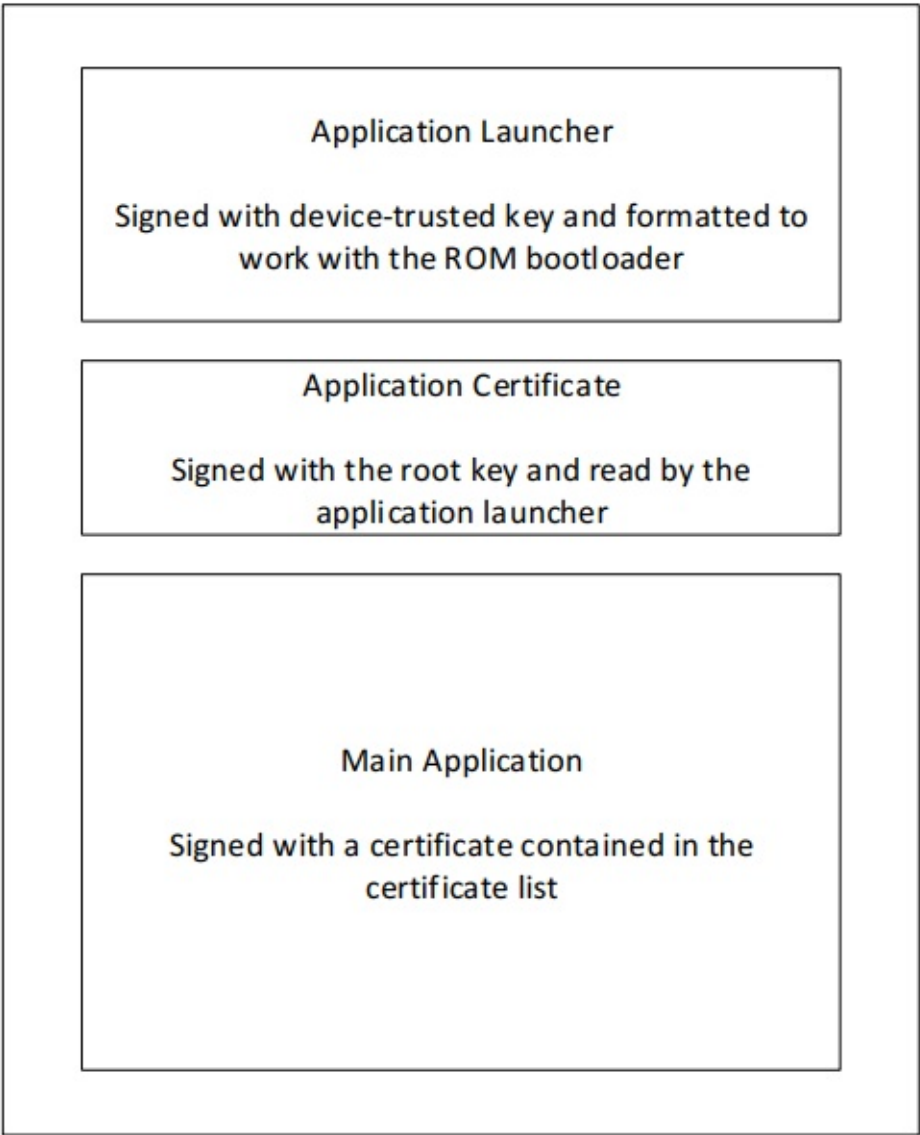 Application Launcher
Signed with device-trusted key and formatted to
work with the ROM bootloader
Application Certificate
Signed with the root key and read by the
application launcher
Main Application
Signed with a certificate contained in the
certificate list